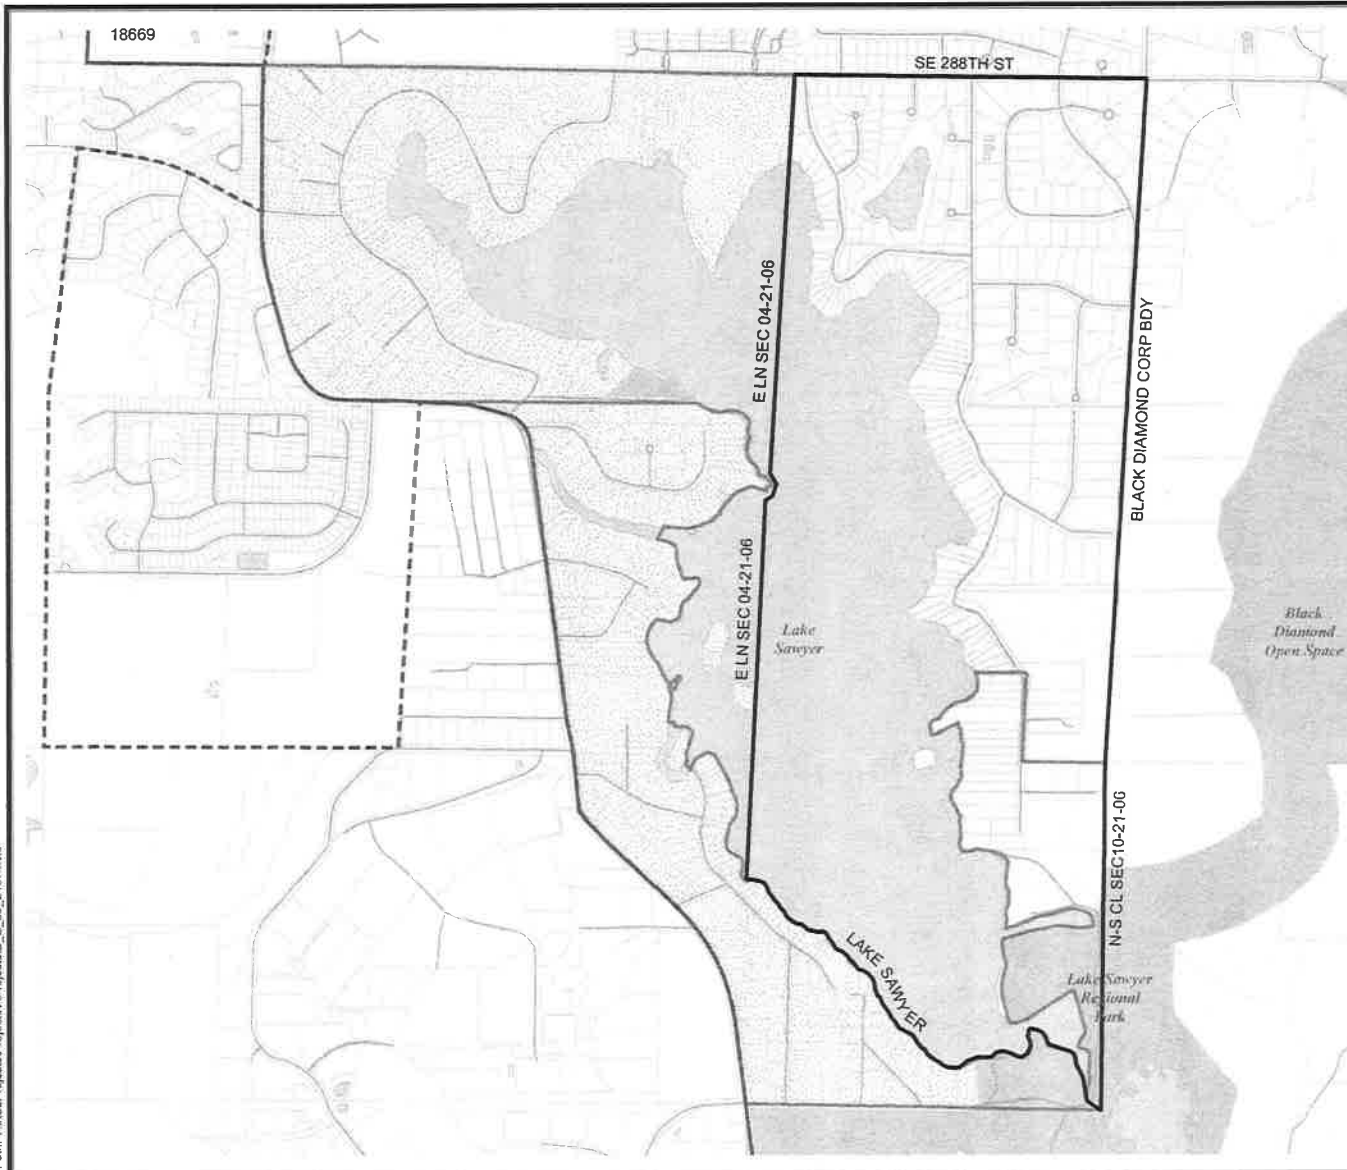 18669
SE 288TH ST
E LN SEC 04-21-06
BLACK DIAMOND CORP BDY
E LN SEC 04-21-06
Lake
Sawyer
Black
Diamond
Open Space
N-S CL SEC10-21-06
LAKE SAWYER
Lake Sawyer
Regional
Park